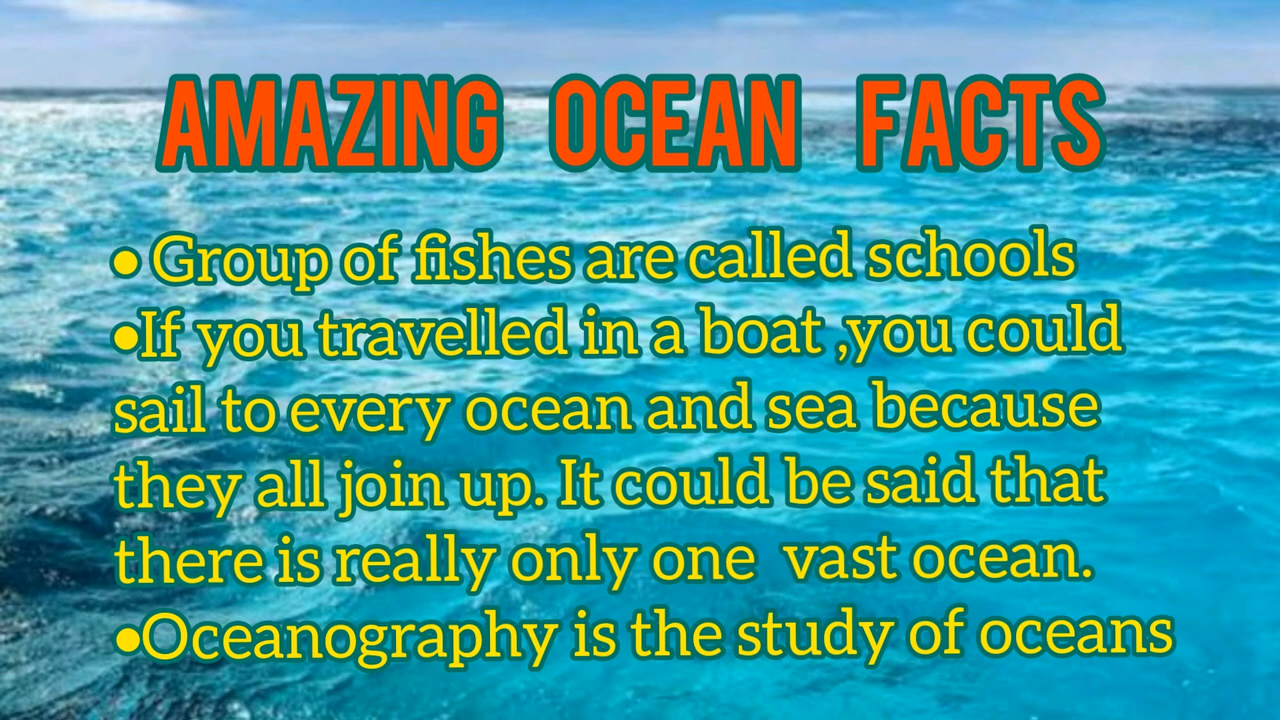 AMAZING OCEAN FACTS
• Group of fishes are called schools
•If you travelled in a boat ,you could
sail to every ocean and sea because
they all join up. It could be said that
there is really only one vast ocean.
•Oceanography is the study of oceans